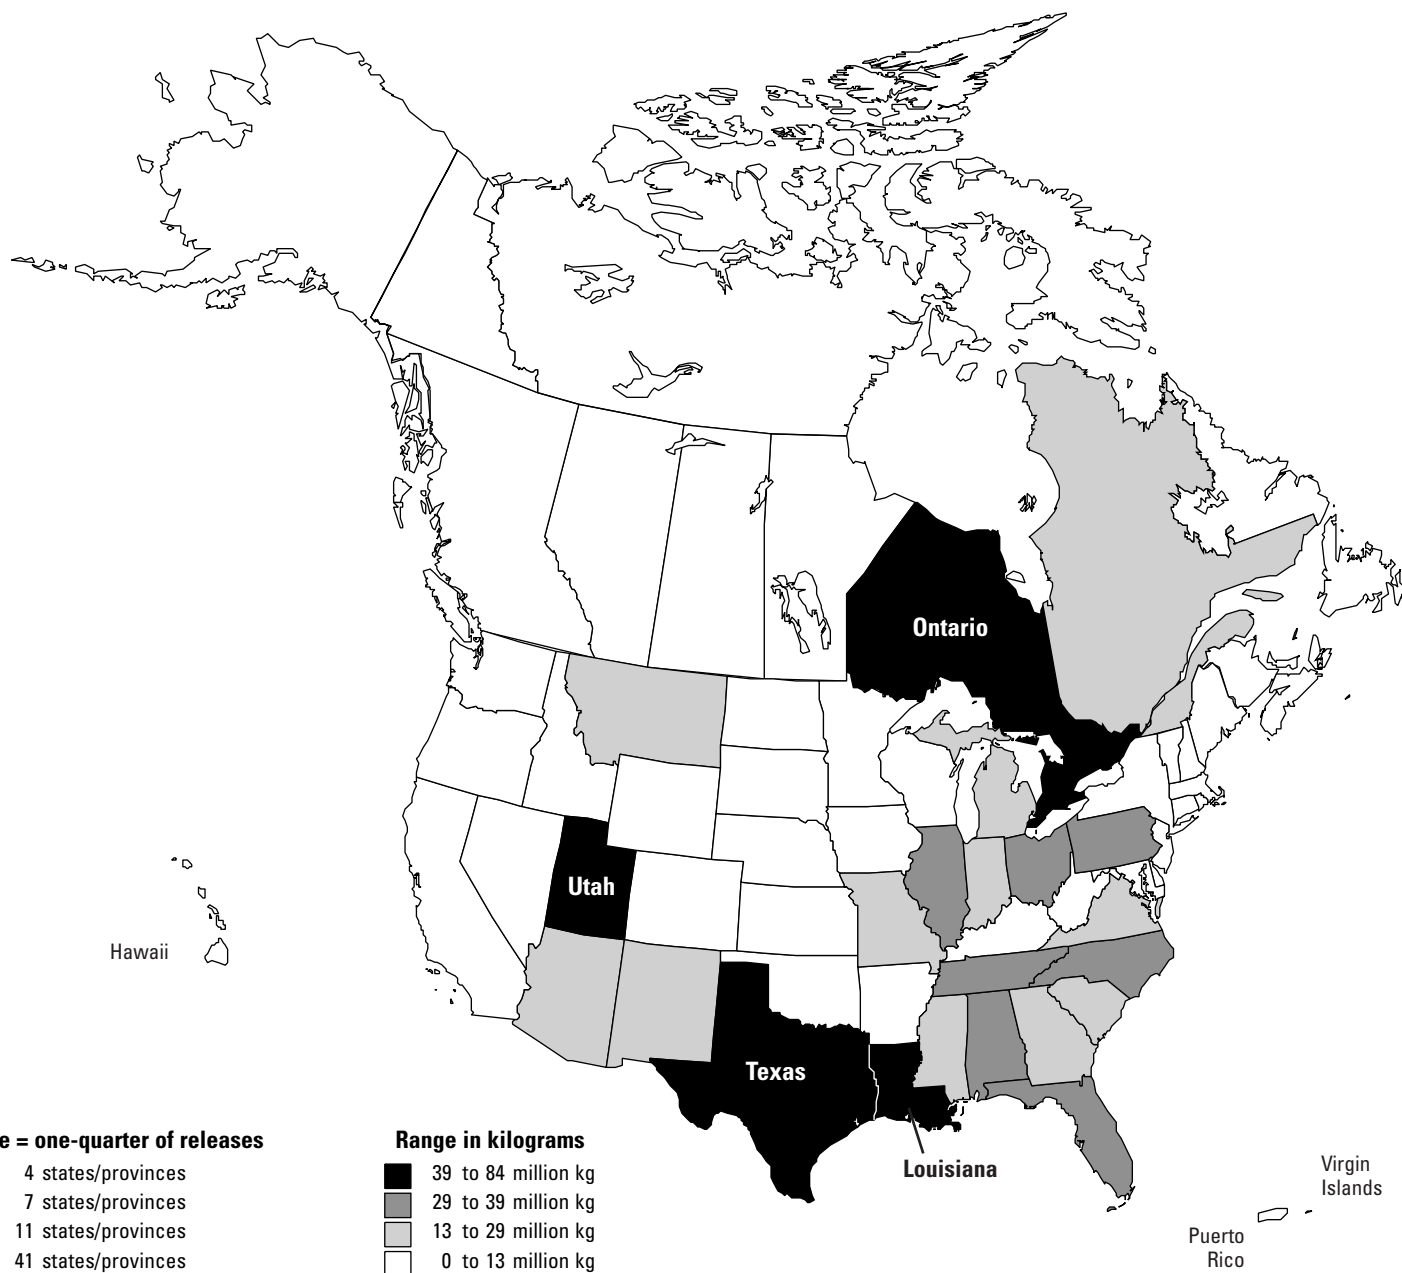 Ontario
Utah
Hawaii
Texas
Louisiana
Virgin
Islands
Puerto
Rico
= one-quarter of releases
4 states/provinces
7 states/provinces
11 states/provinces
41 states/provinces
Range in kilograms
39 to 84 million kg
29 to 39 million kg
13 to 29 million kg
0 to 13 million kg